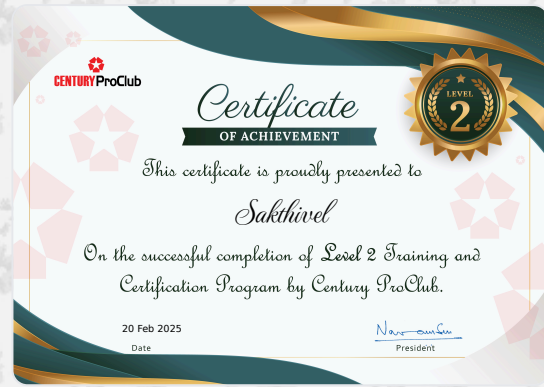 CENTURY ProClub
Certificate
OF ACHIEVEMENT
LEVEL
2
This certificate is proudly presented to
Sakthivel
On the successful completion of Level 2 Training and
Certification Program by Century ProClub.
20 Feb 2025
Date
President